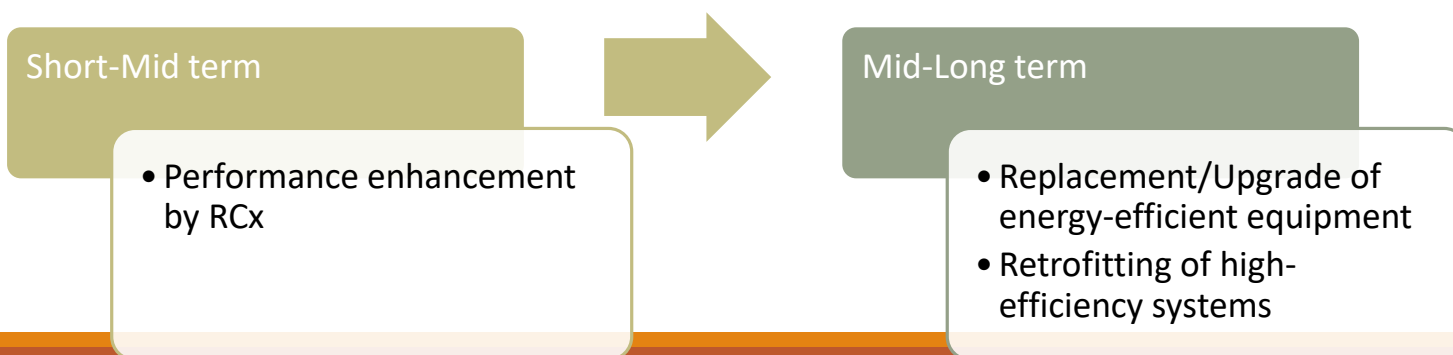 Short-Mid term
• Performance enhancement
by RCx
Mid-Long term
• Replacement/Upgrade of
energy-efficient equipment
• Retrofitting of high-
efficiency systems